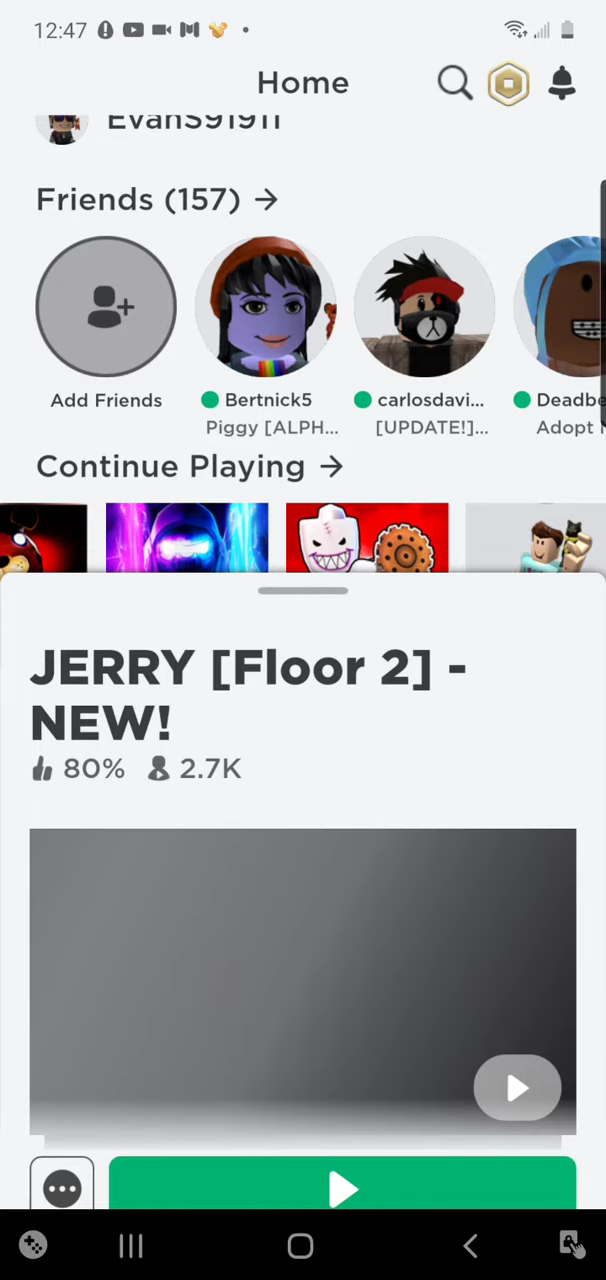 12:47
Home
Friends (157) →
Add Friends
Bertnick5
Piggy [ALPH...
carlosdavi...
[UPDATE!]...
Deadbe
Adopt
Continue Playing →
JERRY [Floor 2] -
NEW!
80% 2.7K